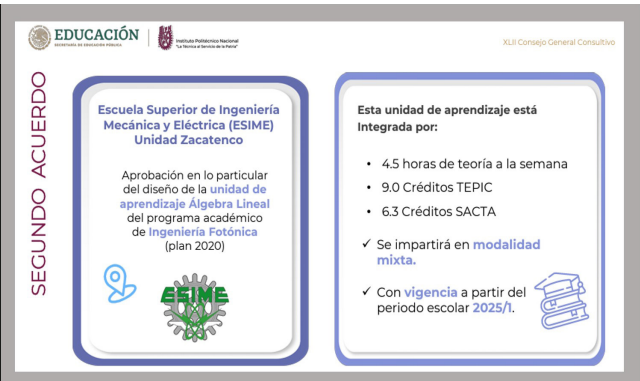 EDUCACIÓN
SECRETARÍA DE EDUCACIÓN PÚBLICA
Instituto Politécnico Nacional
"La Técnica al Servicio de la Patria"
XLII Consejo General Consultivo
SEGUNDO ACUERDO
Escuela Superior de Ingeniería
Mecánica y Eléctrica (ESIME)
Unidad Zacatenco
Aprobación en lo particular
del diseño de la unidad de
aprendizaje Álgebra Lineal
del programa académico
de Ingeniería Fotónica
(plan 2020)
ESIME
Esta unidad de aprendizaje está
Integrada por:
• 4.5 horas de teoría a la semana
• 9.0 Créditos TEPIC
• 6.3 Créditos SACTA
✓ Se impartirá en modalidad
mixta.
✓ Con vigencia a partir del
periodo escolar 2025/1.